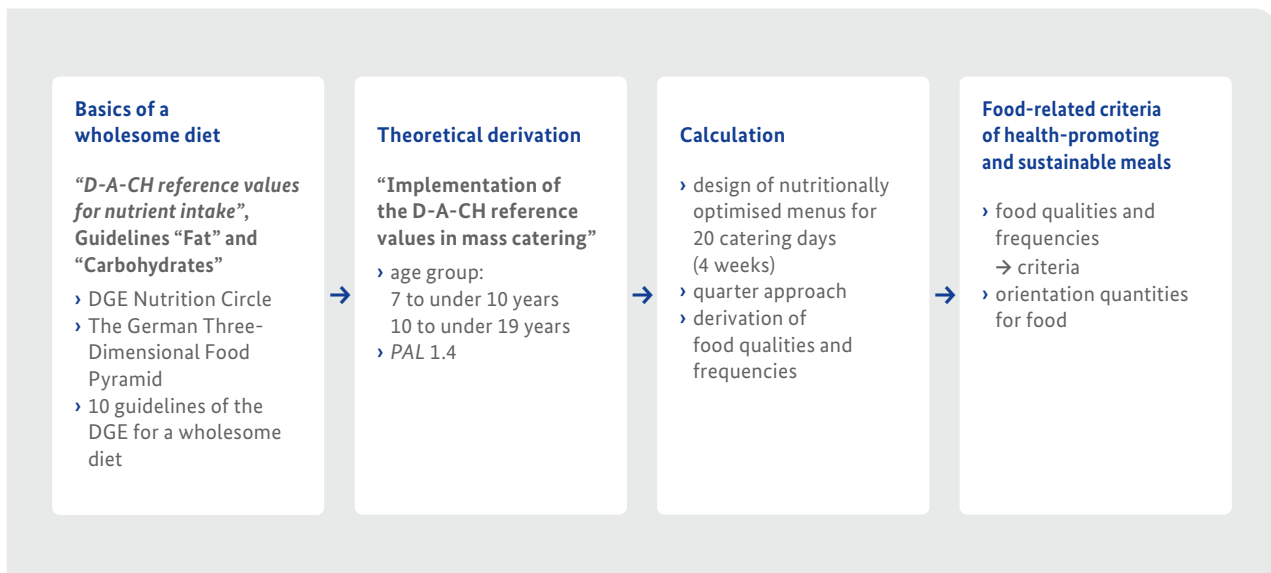 Basics of a
wholesome diet
“D-A-CH reference values
for nutrient intake”,
Guidelines “Fat” and
“Carbohydrates”
› DGE Nutrition Circle
› The German Three-
Dimensional Food
Pyramid
› 10 guidelines of the
DGE for a wholesome
diet
→
Theoretical derivation
“Implementation of
the D-A-CH reference
values in mass catering”
› age group:
7 to under 10 years
10 to under 19 years
› PAL 1.4
→
Calculation
› design of nutritionally
optimised menus for
20 catering days
(4 weeks)
› quarter approach
› derivation of
food qualities and
frequencies
→
Food-related criteria
of health-promoting
and sustainable meals
› food qualities and
frequencies
→ criteria
› orientation quantities
for food